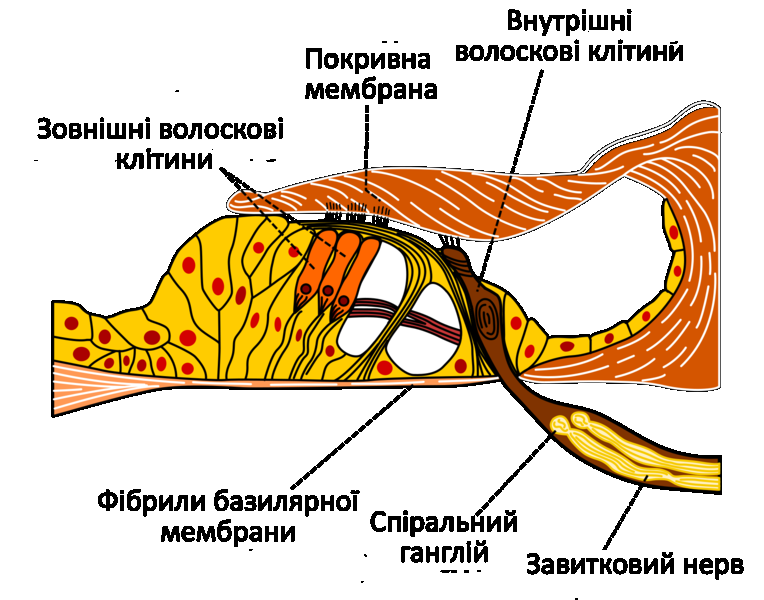 Внутрішні
волоскові клітини
Покривна
мембрана
Зовнішні волоскові
клітини
Фібрили базилярної
мембрани
Спіральний
ганглій
Завитковий нерв